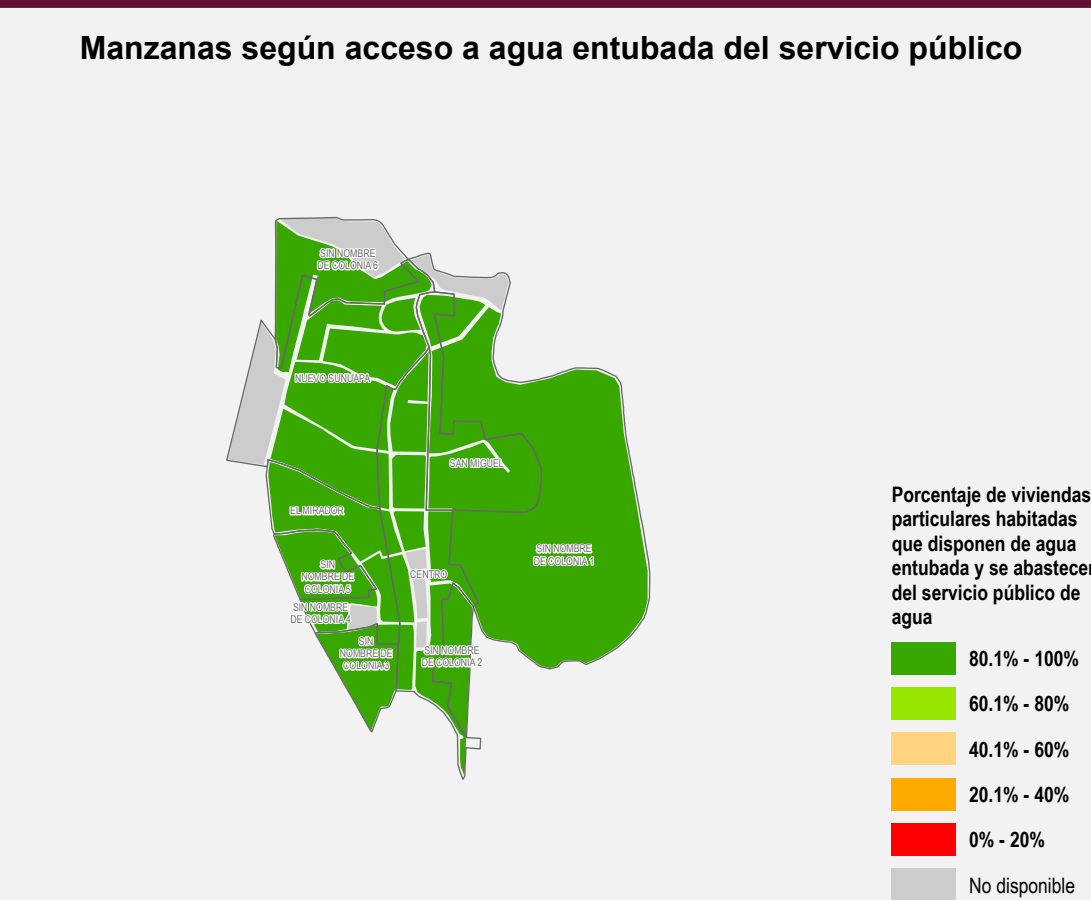 Manzanas según acceso a agua entubada del servicio público
SIN NOMBRE
DE COLONIA 6
NUEVO SUNUAPA
SAN MIGUEL
EL MIRADOR
SIN NOMBRE
DE COLONIA 1
SIN
NOMBRE DE
COLONIA 5
CENTRO
SIN NOMBRE
DE COLONIA 4
SIN
NOMBRE DE
COLONIA 3
SIN NOMBRE
DE COLONIA 2
Porcentaje de viviendas
particulares habitadas
que disponen de agua
entubada y se abastecen
del servicio público de
agua
80.1% - 100%
60.1% - 80%
40.1% - 60%
20.1% - 40%
0% - 20%
No disponible